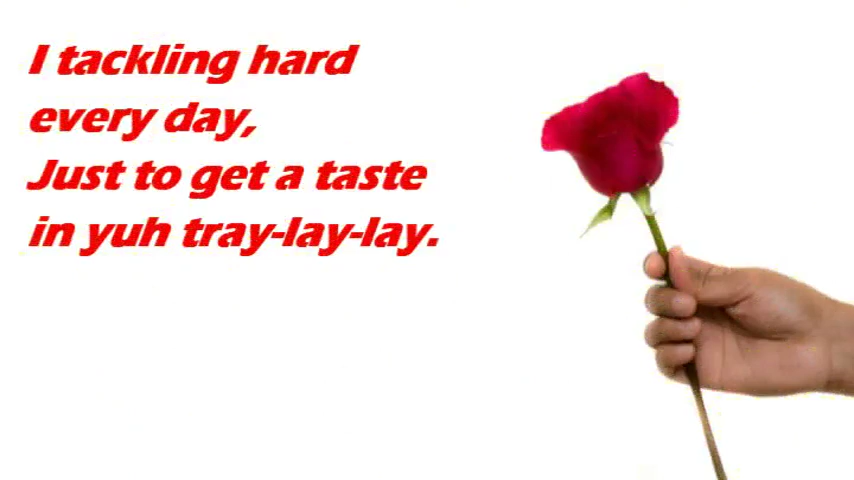 I tackling hard
every day,
Just to get a taste
in yuh tray-lay-lay.